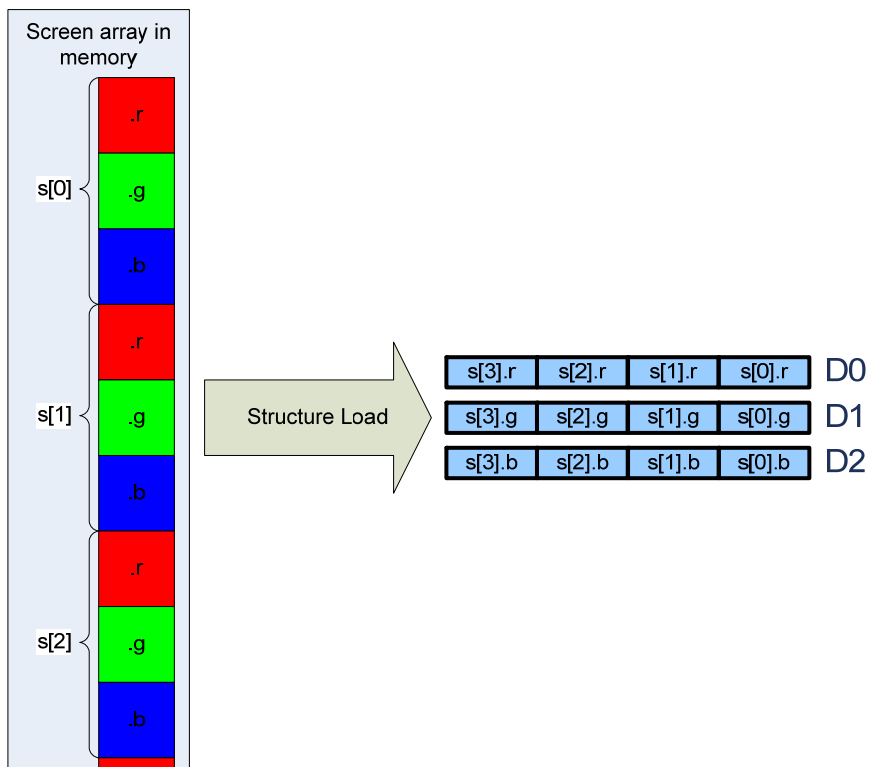 Screen array in
memory
s[0]
.r
.g
.b
s[1]
.r
.g
.b
s[2]
.r
.g
.b
Structure Load
s[3].r s[2].r s[1].r s[0].r D0
s[3].g s[2].g s[1].g s[0].g D1
s[3].b s[2].b s[1].b s[0].b D2